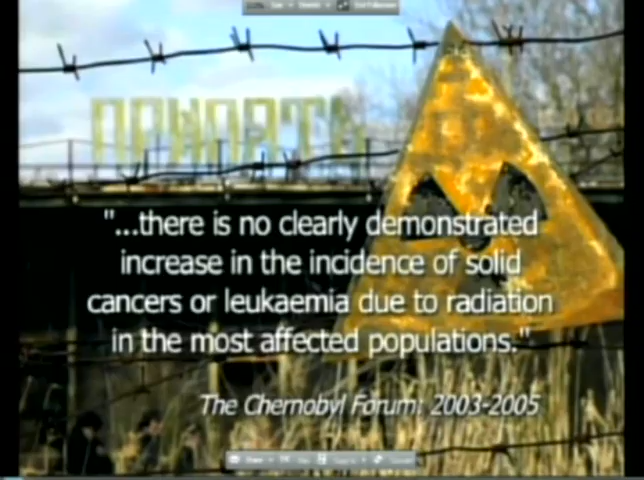 "...there is no clearly demonstrated
increase in the incidence of solid
cancers or leukaemia due to radiation
in the most affected populations."
The Chernobyl Forum: 2003-2005